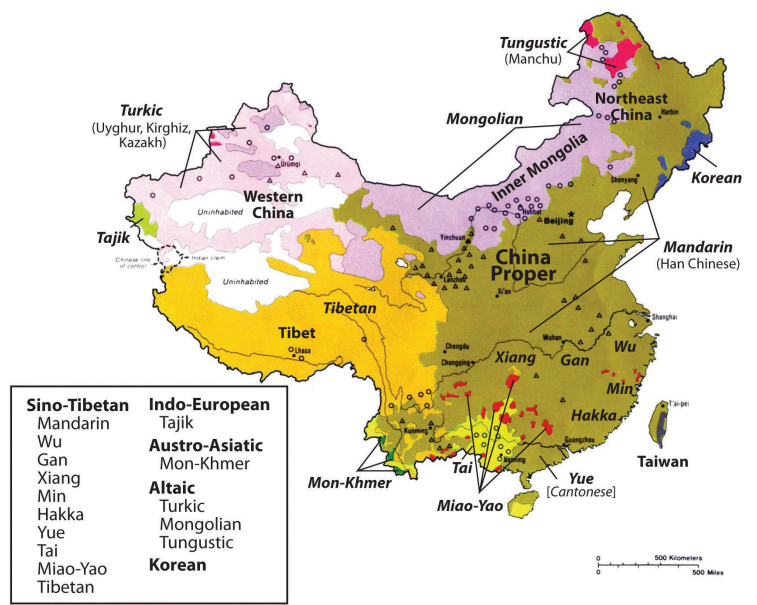 Tungustic
(Manchu)
Northeast
China
Harbin
Turkic
(Uyghur, Kirghiz,
Kazakh)
Mongolian
Ürümqi
Inner Mongolia
Korean
Shenyang
Western
China
Uninhabited
Hohhot
Beijing
Tajik
Yinchuan
Mandarin
(Han Chinese)
China
Proper
Chinese line
of control
Indian claim
Uninhabited
Lanzhou
Xi'an
Tibetan
Tibet
Lhasa
Shanghai
Wuhan
Wu
Chengdu
Chongqing
Xiang
Gan
Min
Hakka
T'ai-pei
Kunming
Nanning
Guangzhou
Taiwan
Tai
Mon-Khmer
Yue
[Cantonese]
Miao-Yao
Sino-Tibetan
Mandarin
Wu
Gan
Xiang
Min
Hakka
Yue
Tai
Miao-Yao
Tibetan
Indo-European
Tajik
Austro-Asiatic
Mon-Khmer
Altaic
Turkic
Mongolian
Tungustic
Korean
0 500 Kilometers
0 500 Miles